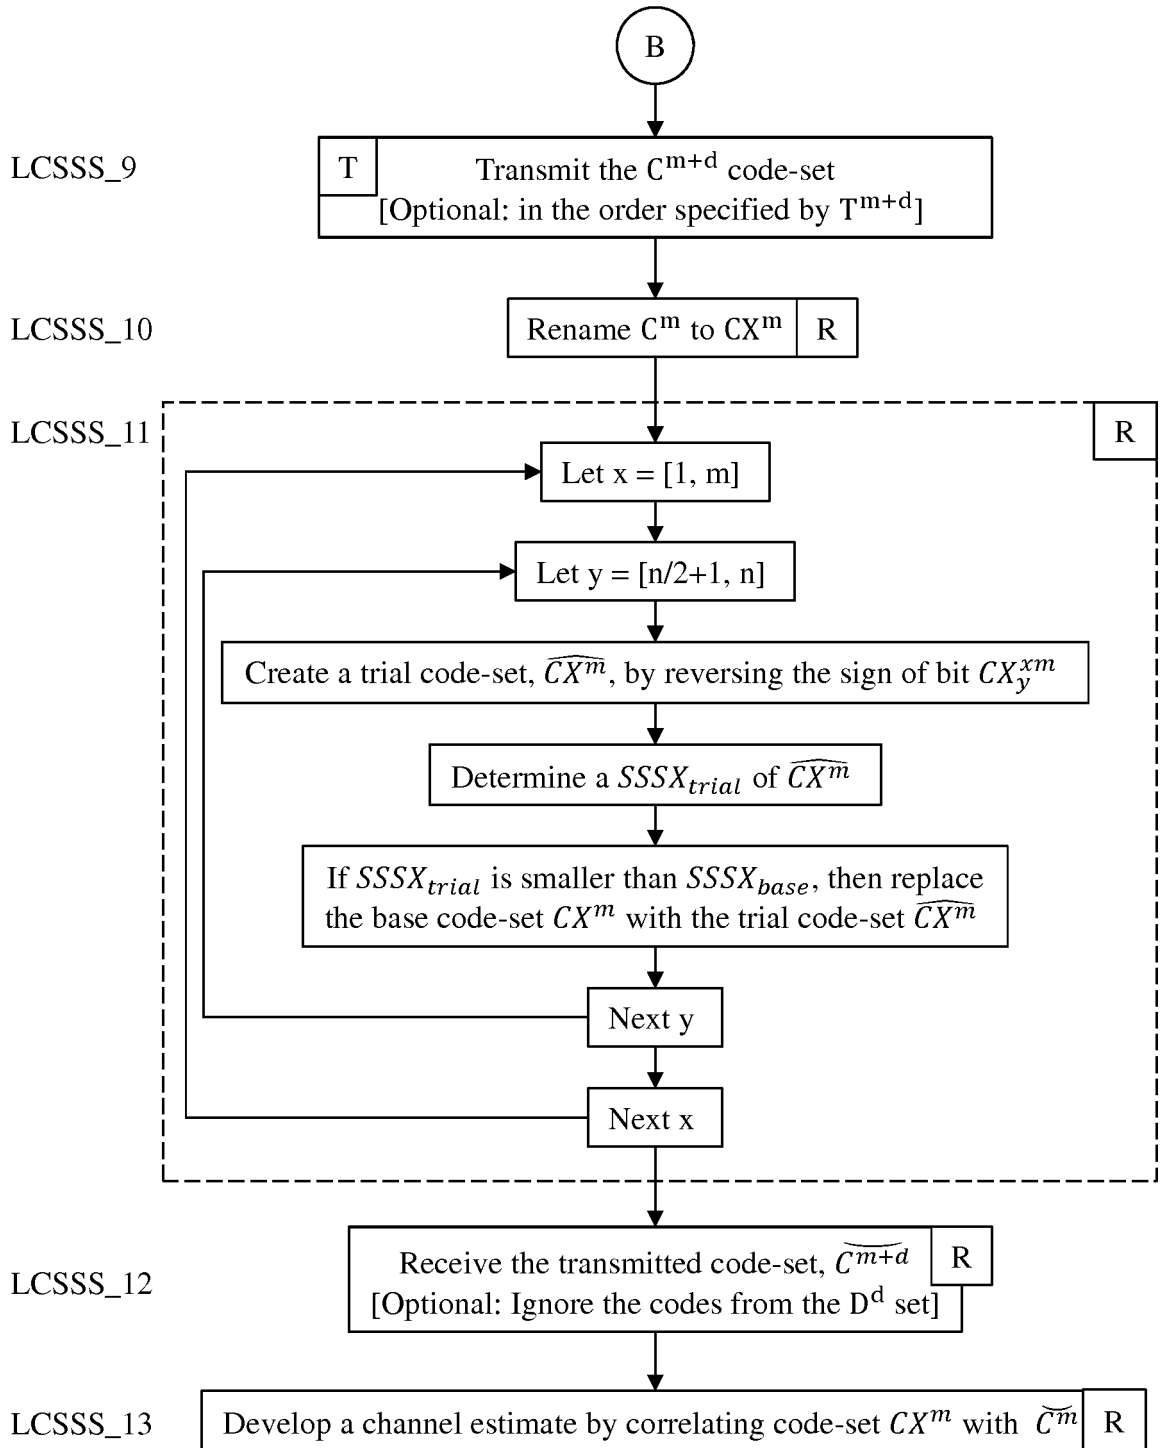 B
LCSSS_9
T
Transmit the C^{m+d} code-set
[Optional: in the order specified by T^{m+d}]
LCSSS_10
Rename C^m to CX^m
R
LCSSS_11
R
Let x = [1, m]
Let y = [n/2+1, n]
Create a trial code-set, \widehat{CX^m}, by reversing the sign of bit CX_y^{xm}
Determine a SSSX_{trial} of \widehat{CX^m}
If SSSX_{trial} is smaller than SSSX_{base}, then replace
the base code-set CX^m with the trial code-set \widehat{CX^m}
Next y
Next x
LCSSS_12
Receive the transmitted code-set, \widecheck{C^{m+d}}
R
[Optional: Ignore the codes from the D^d set]
LCSSS_13
Develop a channel estimate by correlating code-set CX^m with \widecheck{C^m}
R